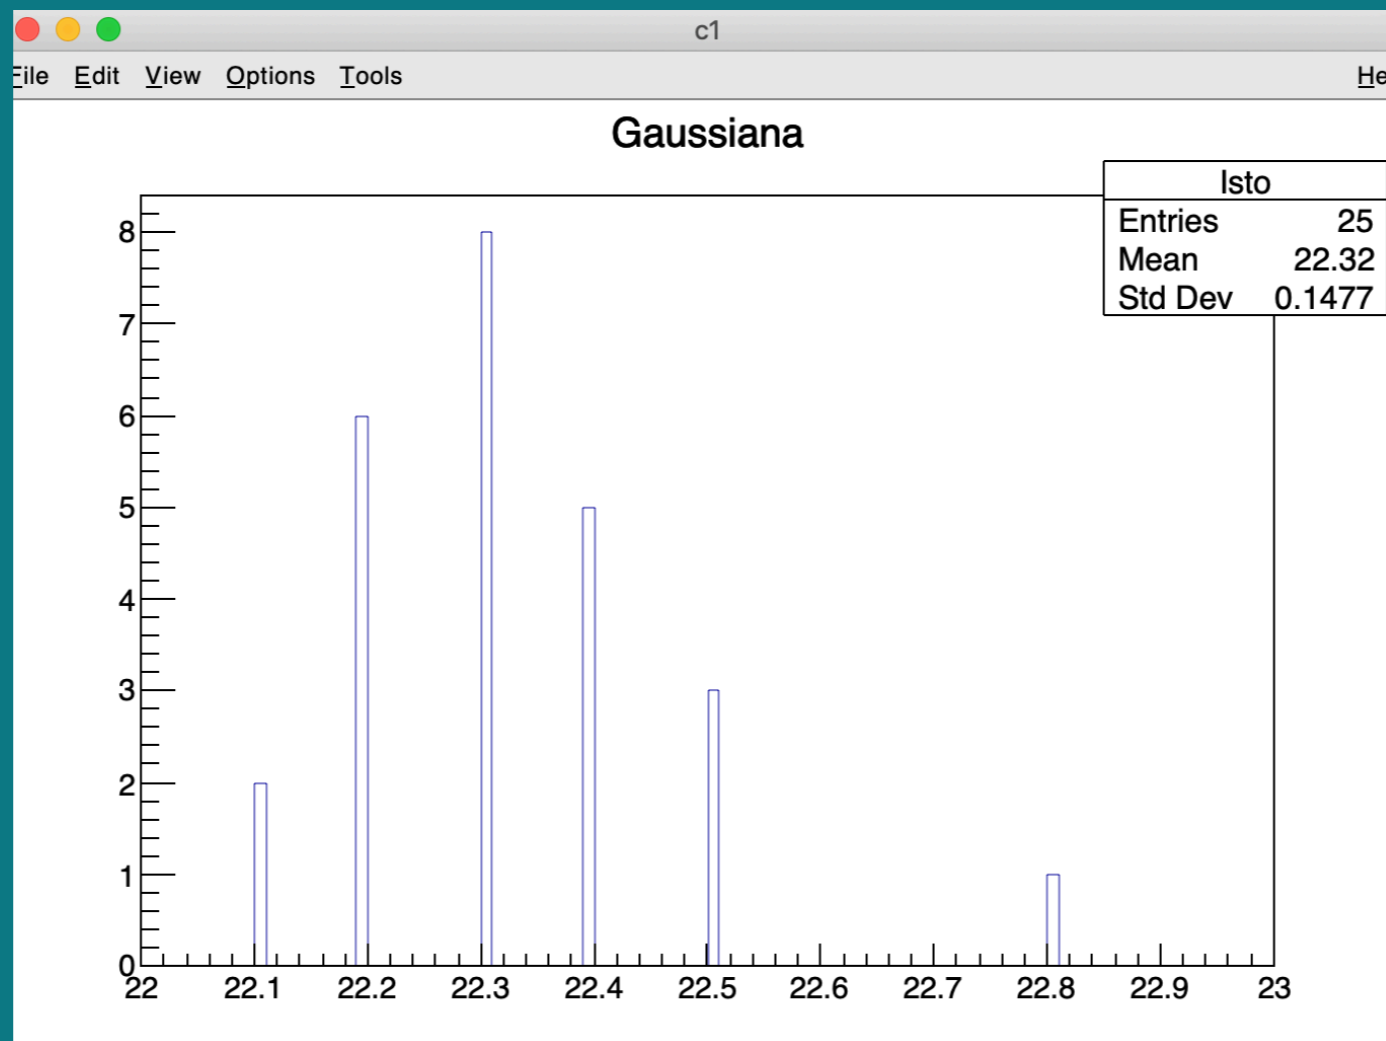 c1
File Edit View Options Tools He
Gaussiana
Isto
Entries 25
Mean 22.32
Std Dev 0.1477
8
7
6
5
4
3
2
1
0
22 22.1 22.2 22.3 22.4 22.5 22.6 22.7 22.8 22.9 23